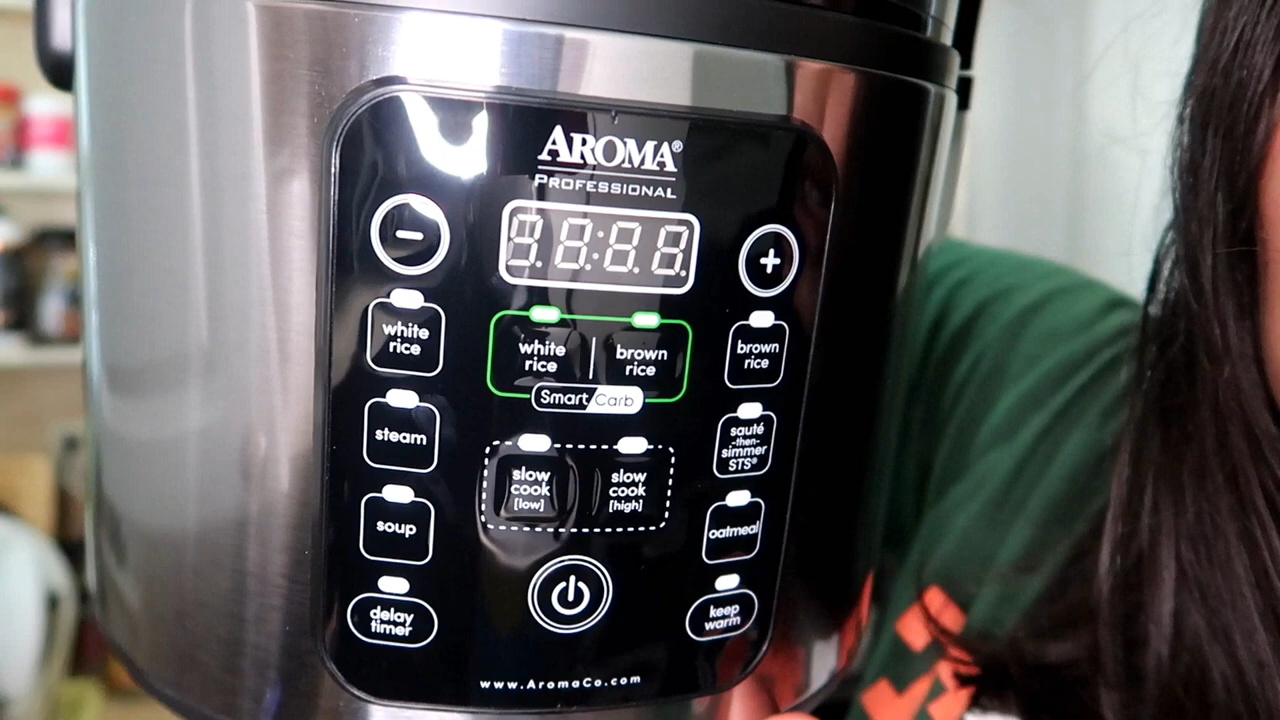 AROMA®
PROFESSIONAL
-
88:88
+
white
rice
white
rice
brown
rice
brown
rice
Smart Carb
steam
sauté
-then-
simmer
STS®
slow
cook
[low]
slow
cook
[high]
soup
oatmeal
delay
timer
keep
warm
www.AromaCo.com